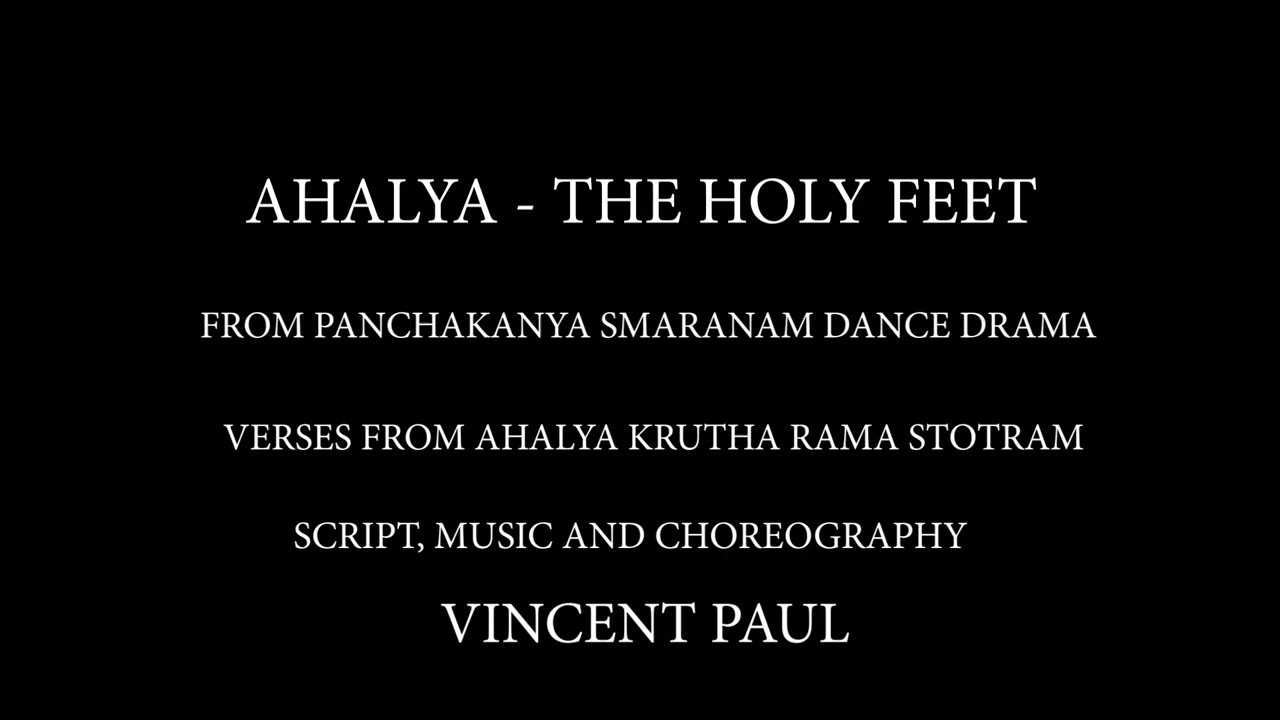 AHALYA - THE HOLY FEET
FROM PANCHAKANYA SMARANAM DANCE DRAMA
VERSES FROM AHALYA KRUTHA RAMA STOTRAM
SCRIPT, MUSIC AND CHOREOGRAPHY
VINCENT PAUL